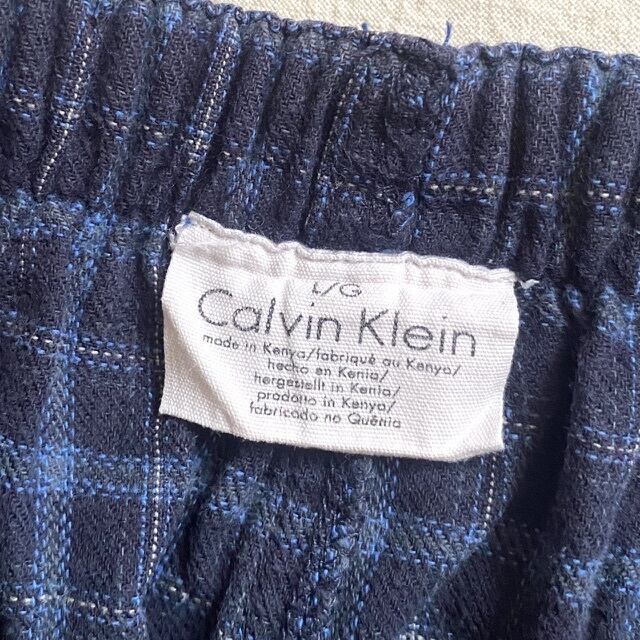 L/G
Calvin Klein
made in Kenya/fabriqué au Kenya/
hecho en Kenia/
hergestellt in Kenia/
prodotto in Kenya/
fabricado no Quênia